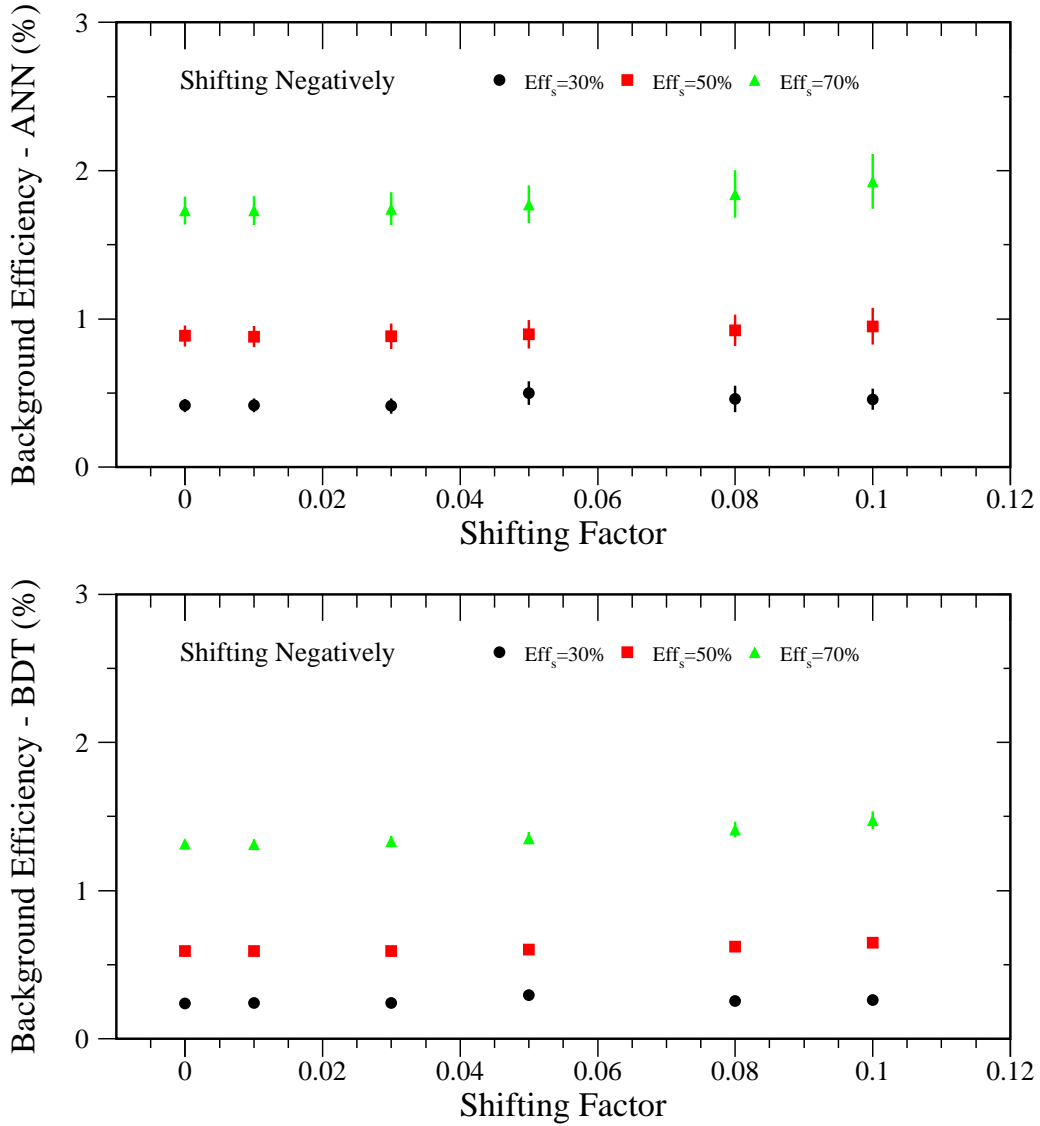 Background Efficiency - ANN (%)
3
2
1
0
Shifting Negatively
Eff_s=30%
Eff_s=50%
Eff_s=70%
0 0.02 0.04 0.06 0.08 0.1 0.12
Shifting Factor
Background Efficiency - BDT (%)
3
2
1
0
Shifting Negatively
Eff_s=30%
Eff_s=50%
Eff_s=70%
0 0.02 0.04 0.06 0.08 0.1 0.12
Shifting Factor